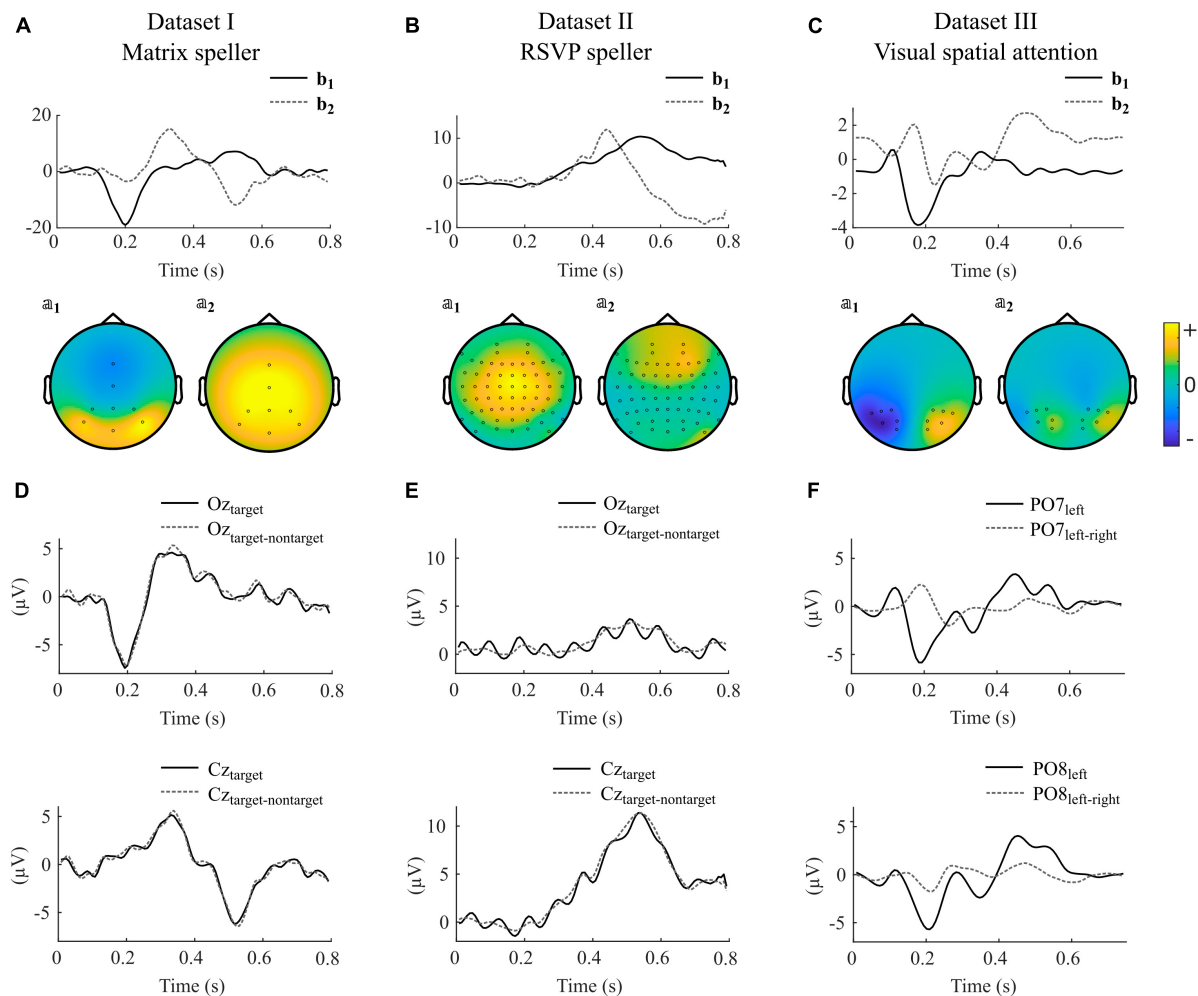 A
Dataset I
Matrix speller
b1
b2
20
0
-20
0 0.2 0.4 0.6 0.8
Time (s)
𝕒1
𝕒2
B
Dataset II
RSVP speller
b1
b2
10
0
-10
0 0.2 0.4 0.6 0.8
Time (s)
𝕒1
𝕒2
C
Dataset III
Visual spatial attention
b1
b2
2
0
-2
-4
0 0.2 0.4 0.6
Time (s)
𝕒1
𝕒2
+
0
-
D
Oztarget
Oztarget-nontarget
5
0
-5
(µV)
0 0.2 0.4 0.6 0.8
Time (s)
Cztarget
Cztarget-nontarget
5
0
-5
(µV)
0 0.2 0.4 0.6 0.8
Time (s)
E
Oztarget
Oztarget-nontarget
10
5
0
(µV)
0 0.2 0.4 0.6 0.8
Time (s)
Cztarget
Cztarget-nontarget
10
5
0
(µV)
0 0.2 0.4 0.6 0.8
Time (s)
F
PO7left
PO7left-right
5
0
-5
(µV)
0 0.2 0.4 0.6
Time (s)
PO8left
PO8left-right
5
0
-5
(µV)
0 0.2 0.4 0.6
Time (s)